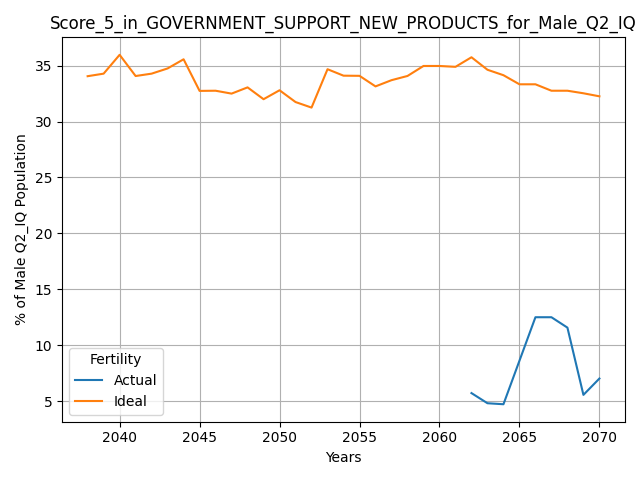 Score_5_in_GOVERNMENT_SUPPORT_NEW_PRODUCTS_for_Male_Q2_IQ
% of Male Q2_IQ Population
35
30
25
20
15
10
5
Fertility
Actual
Ideal
2040 2045 2050 2055 2060 2065 2070
Years